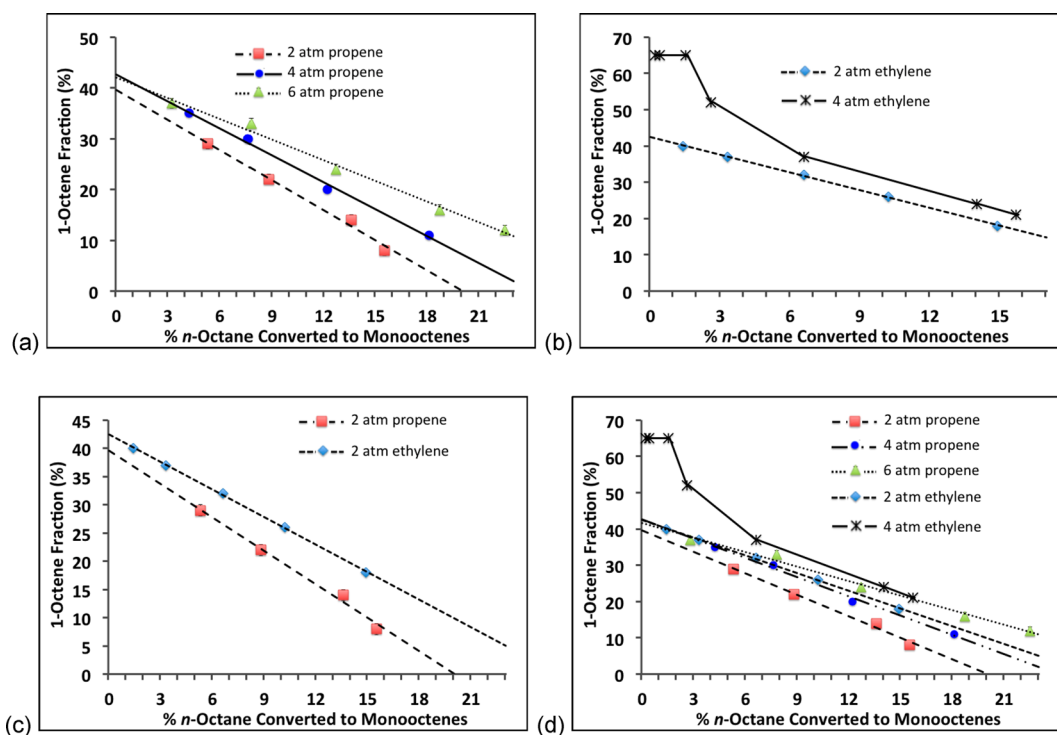 50
40
30
20
10
0
1-Octene Fraction (%)
2 atm propene
4 atm propene
6 atm propene
0 3 6 9 12 15 18 21
% n-Octane Converted to Monooctenes
(a)
70
60
50
40
30
20
10
0
1-Octene Fraction (%)
2 atm ethylene
4 atm ethylene
0 3 6 9 12 15
% n-Octane Converted to Monooctenes
(b)
45
40
35
30
25
20
15
10
5
0
1-Octene Fraction (%)
2 atm propene
2 atm ethylene
0 3 6 9 12 15 18 21
% n-Octane Converted to Monooctenes
(c)
70
60
50
40
30
20
10
0
1-Octene Fraction (%)
2 atm propene
4 atm propene
6 atm propene
2 atm ethylene
4 atm ethylene
0 3 6 9 12 15 18 21
% n-Octane Converted to Monooctenes
(d)